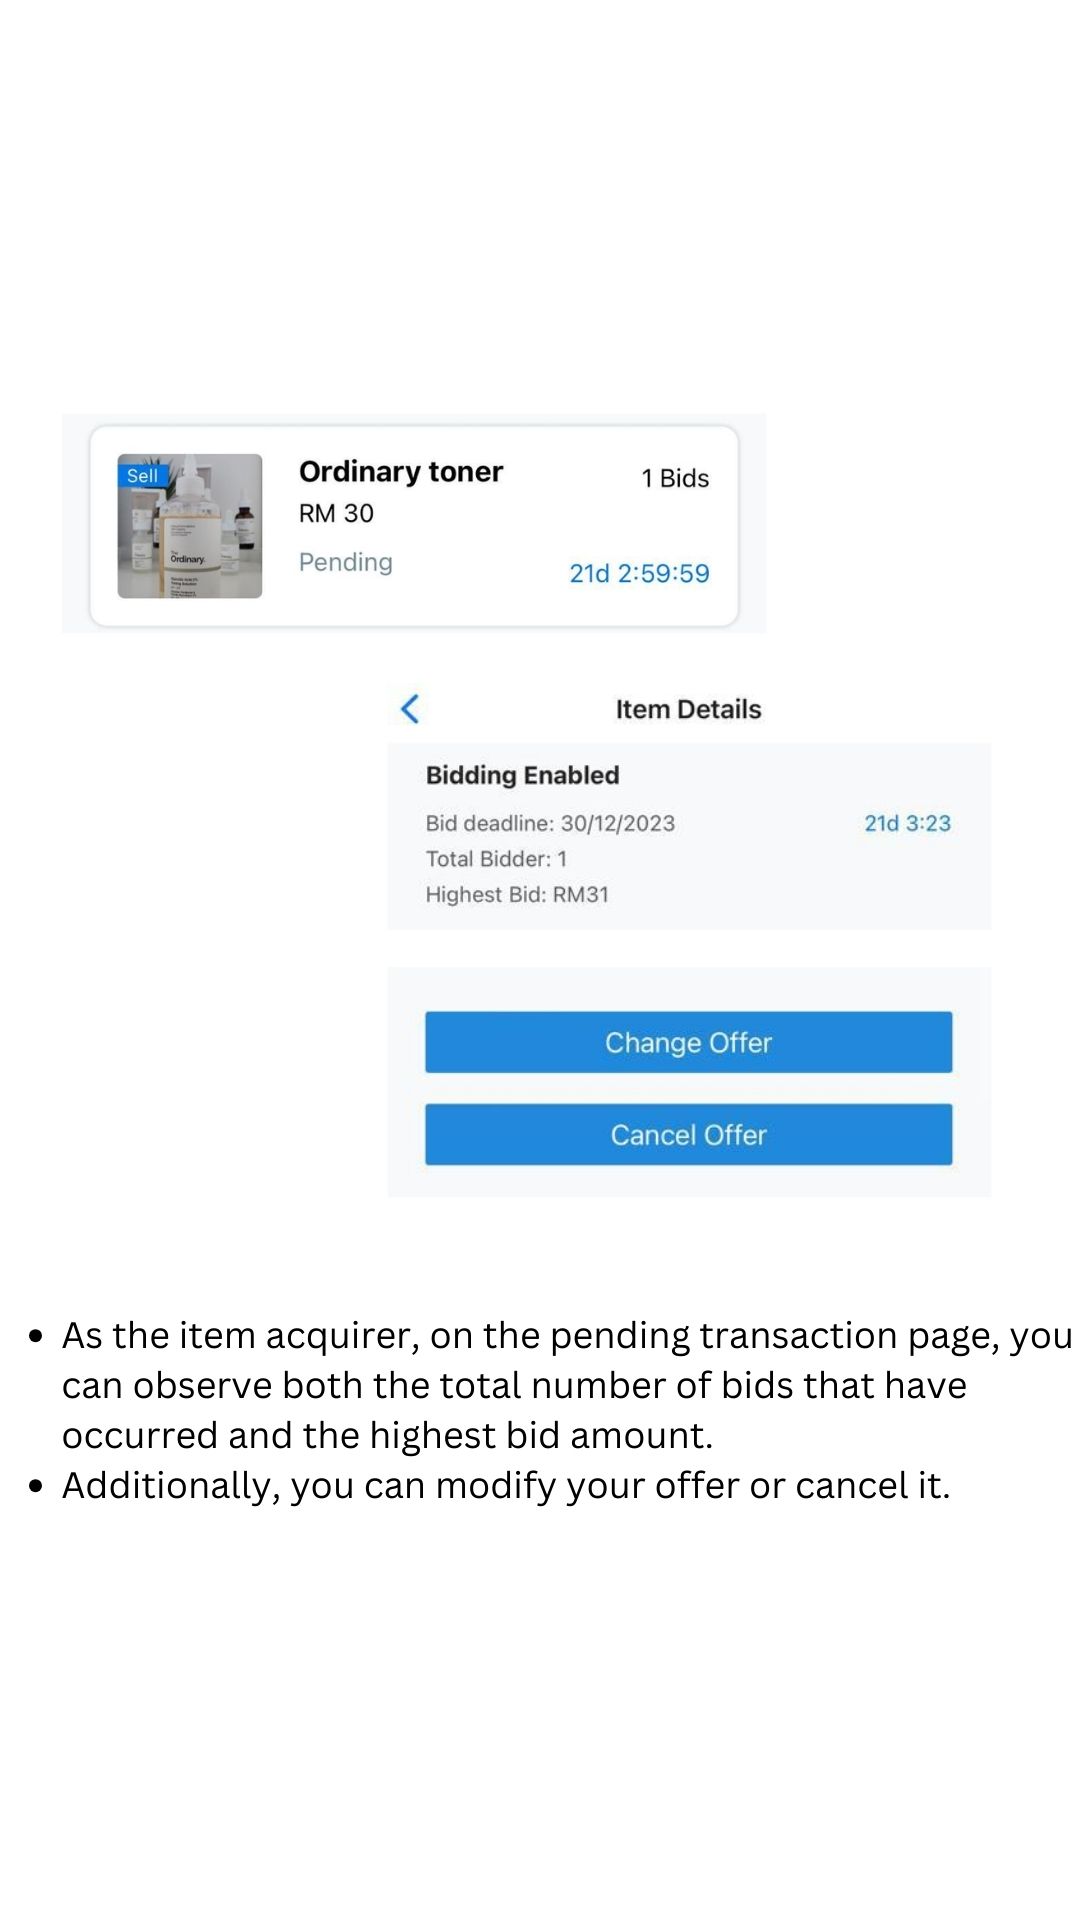 Sell
Ordinary toner
1 Bids
RM 30
Pending
21d 2:59:59
The
Ordinary.
Item Details
Bidding Enabled
Bid deadline: 30/12/2023
21d 3:23
Total Bidder: 1
Highest Bid: RM31
Change Offer
Cancel Offer
• As the item acquirer, on the pending transaction page, you
can observe both the total number of bids that have
occurred and the highest bid amount.
• Additionally, you can modify your offer or cancel it.